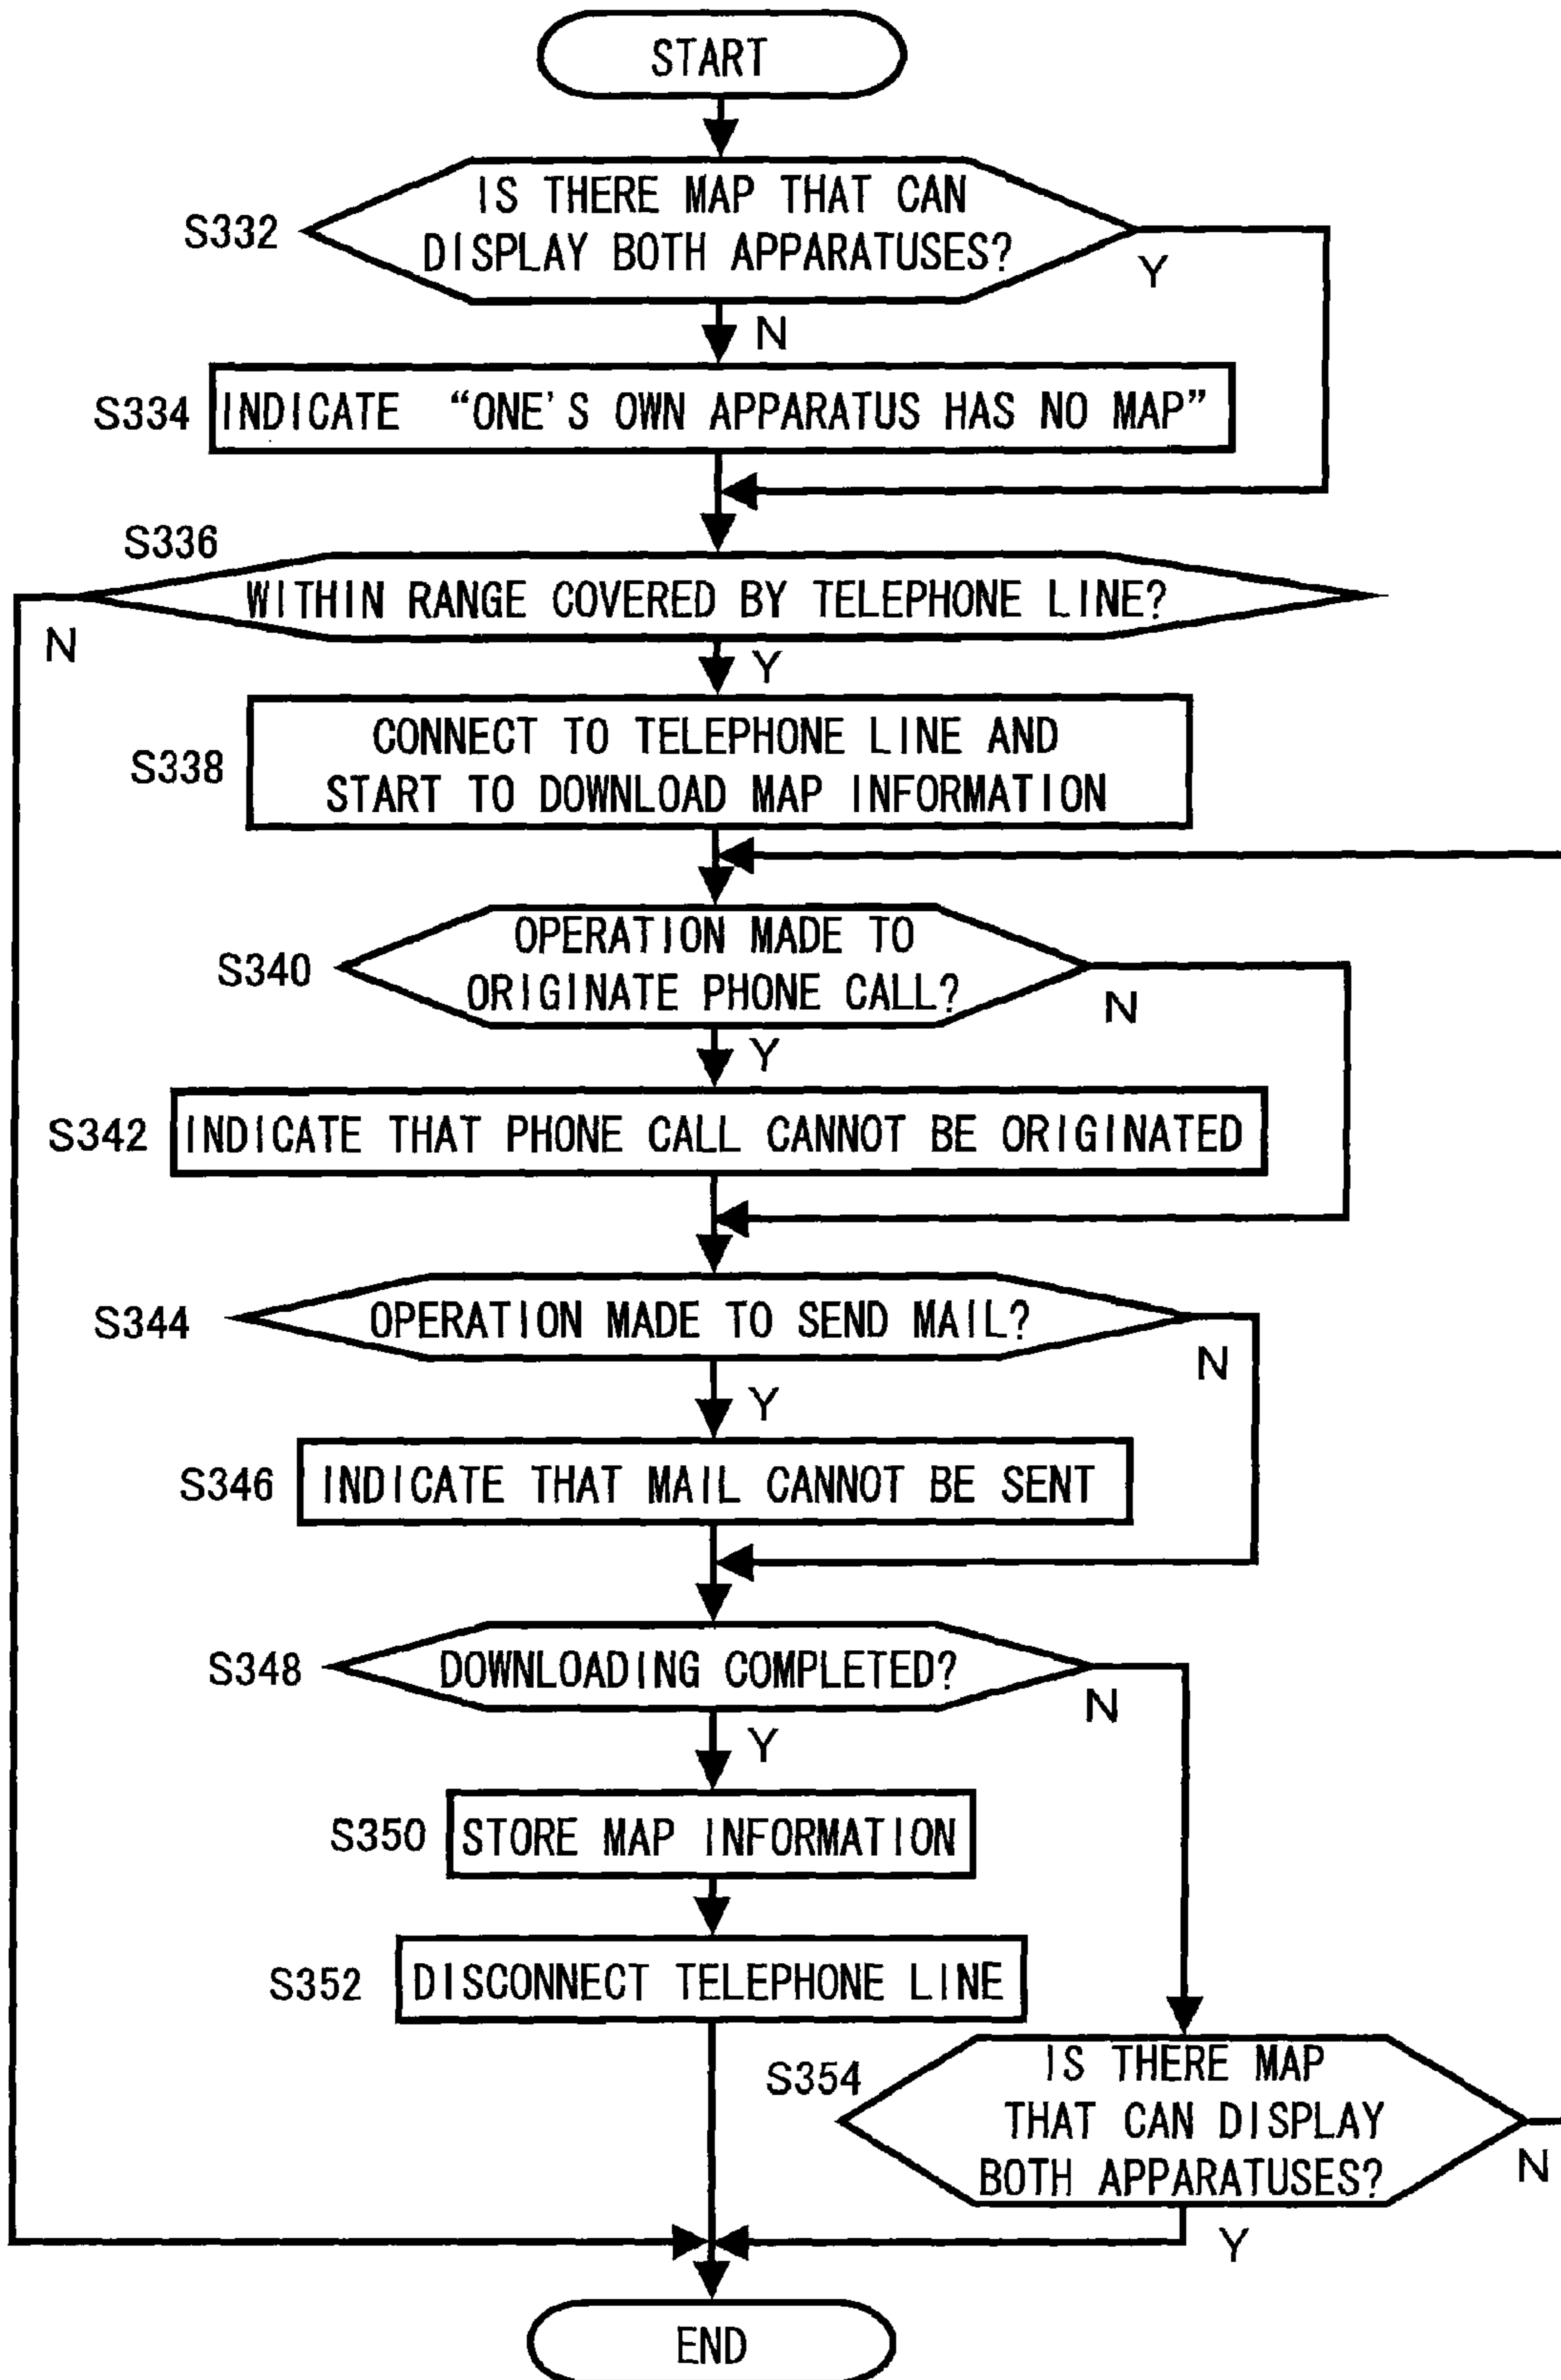 START
S332
IS THERE MAP THAT CAN
DISPLAY BOTH APPARATUSES?
Y
N
S334
INDICATE “ONE'S OWN APPARATUS HAS NO MAP”
S336
WITHIN RANGE COVERED BY TELEPHONE LINE?
N
Y
S338
CONNECT TO TELEPHONE LINE AND
START TO DOWNLOAD MAP INFORMATION
S340
OPERATION MADE TO
ORIGINATE PHONE CALL?
N
Y
S342
INDICATE THAT PHONE CALL CANNOT BE ORIGINATED
S344
OPERATION MADE TO SEND MAIL?
N
Y
S346
INDICATE THAT MAIL CANNOT BE SENT
S348
DOWNLOADING COMPLETED?
N
Y
S350
STORE MAP INFORMATION
S352
DISCONNECT TELEPHONE LINE
S354
IS THERE MAP
THAT CAN DISPLAY
BOTH APPARATUSES?
N
Y
END